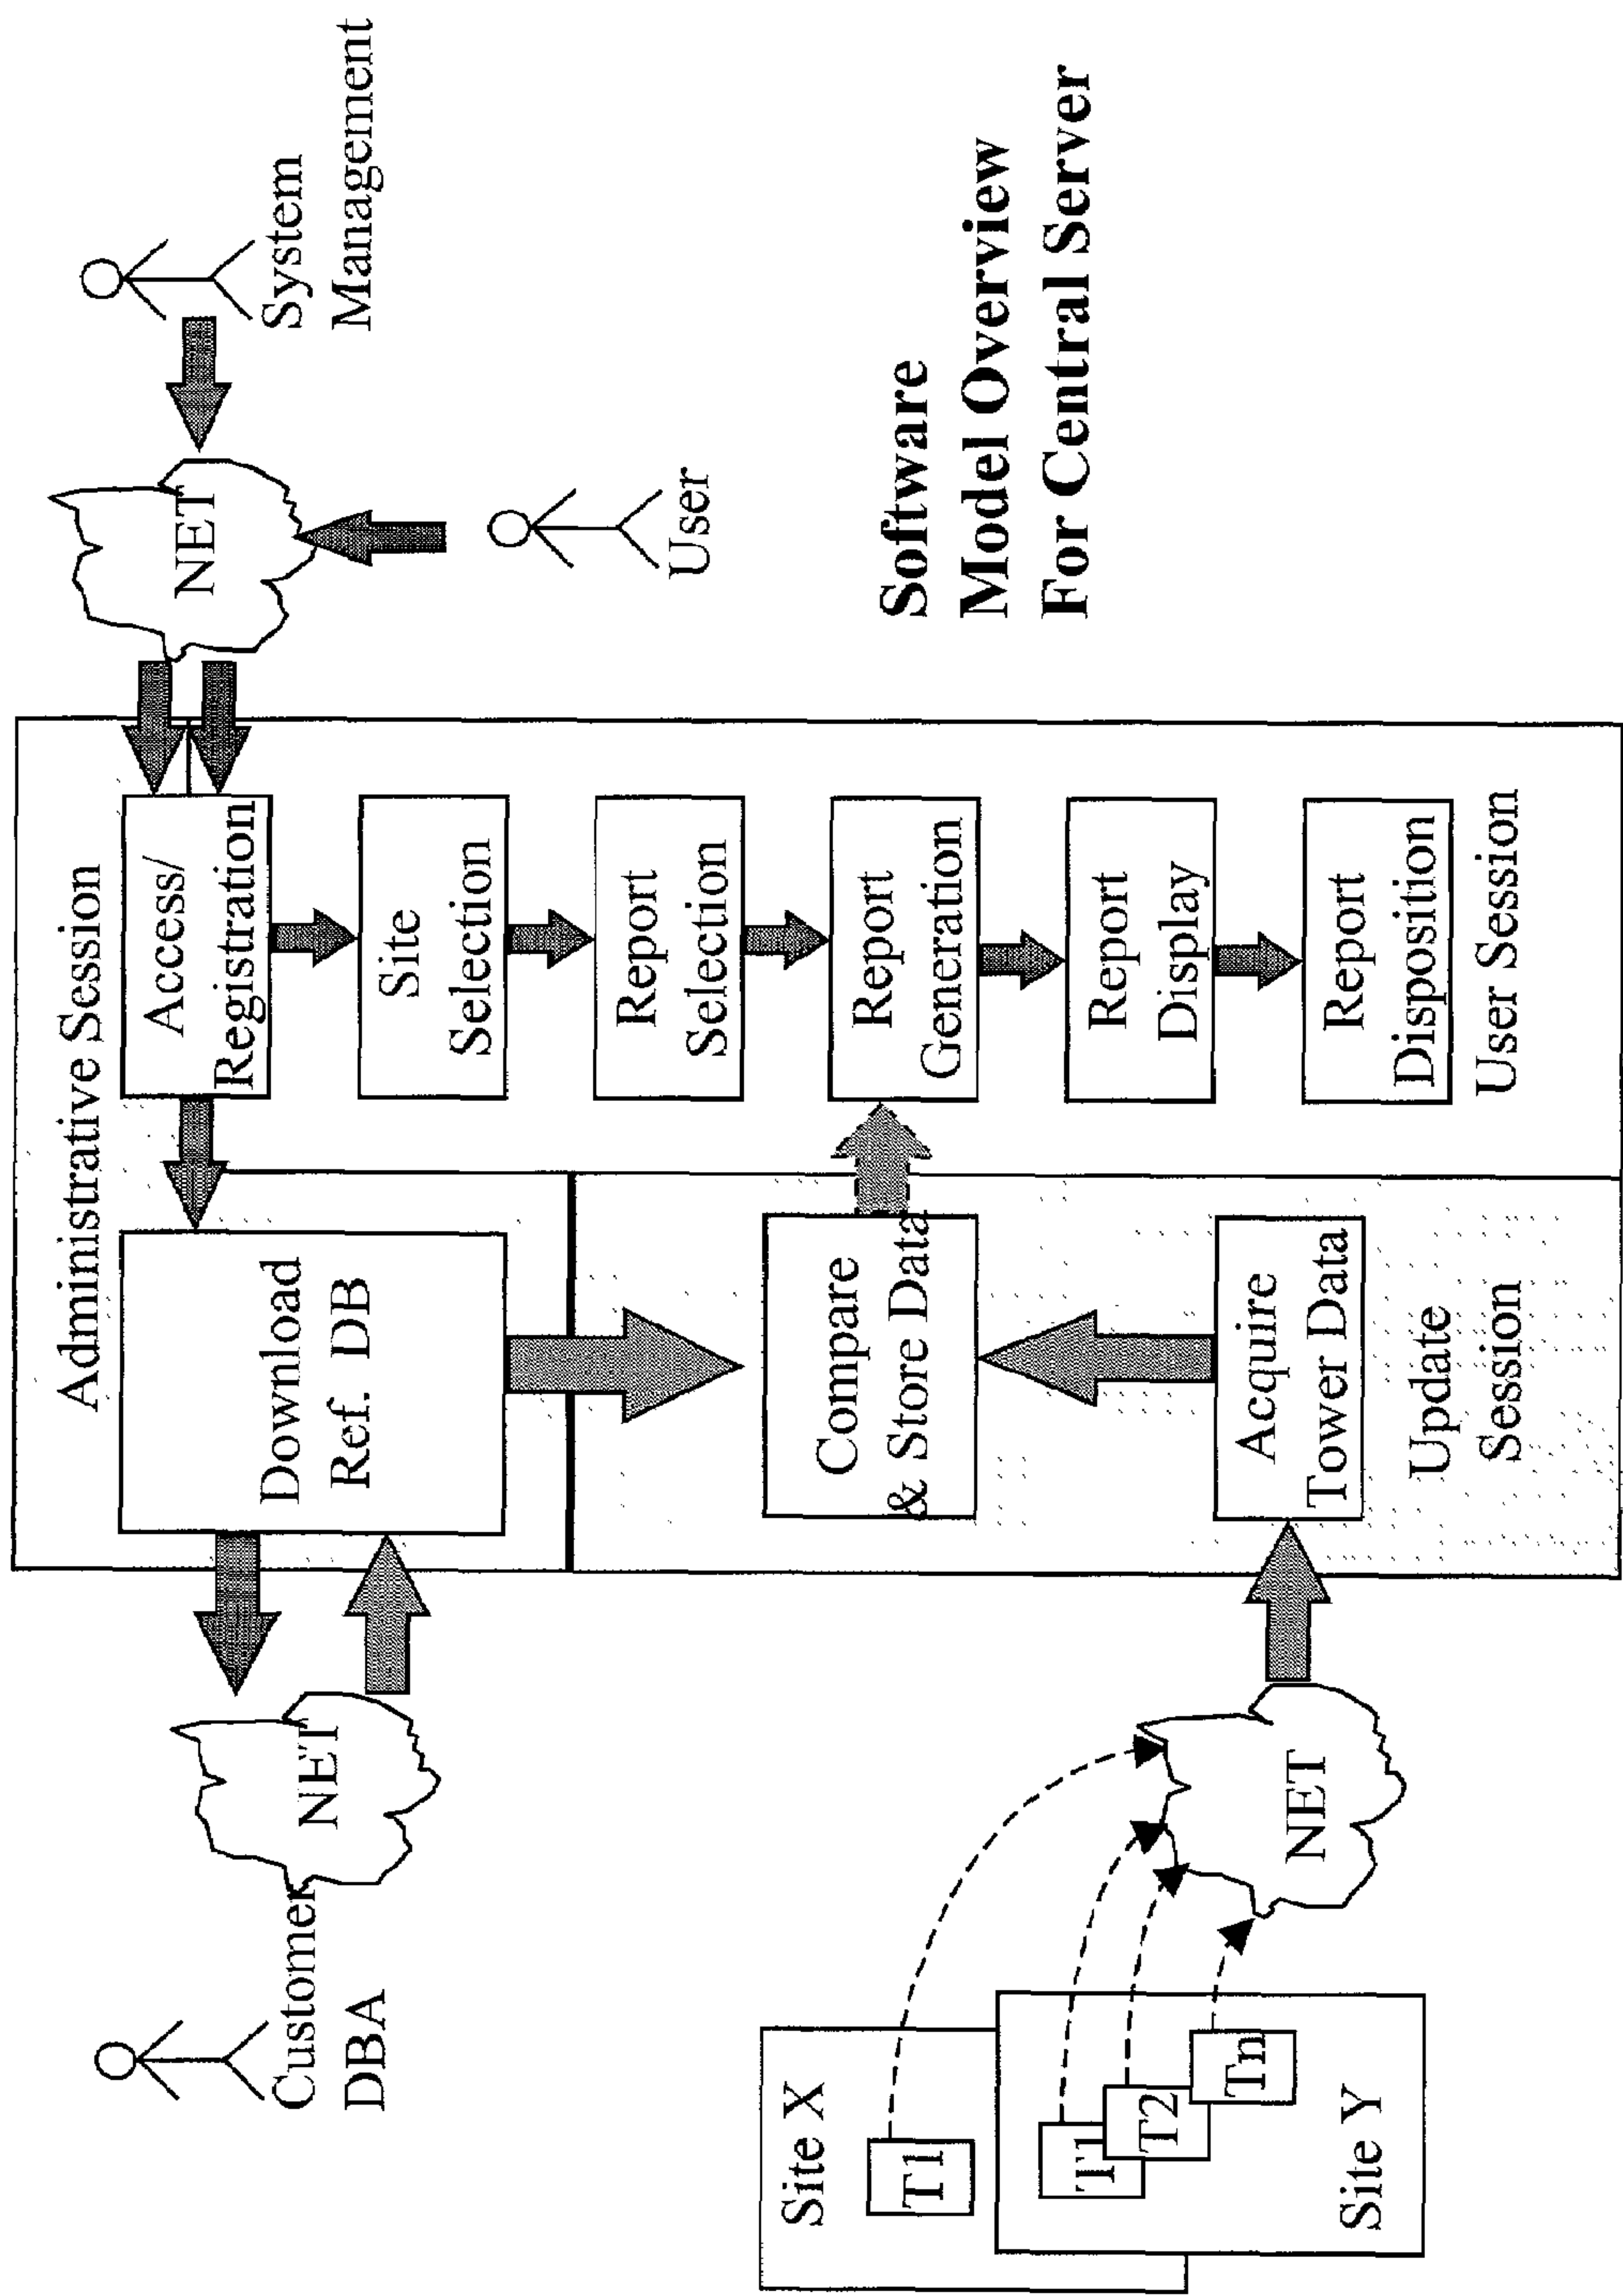 Customer
DBA
NET
Administrative Session
Download
Ref. DB
Access/
Registration
NET
System
Management
Site
Selection
User
Report
Selection
Site X
T1
T1
T2
Tn
Site Y
NET
Compare
& Store Data
Acquire
Tower Data
Update
Session
Report
Generation
Report
Display
Report
Disposition
User Session
Software
Model Overview
For Central Server